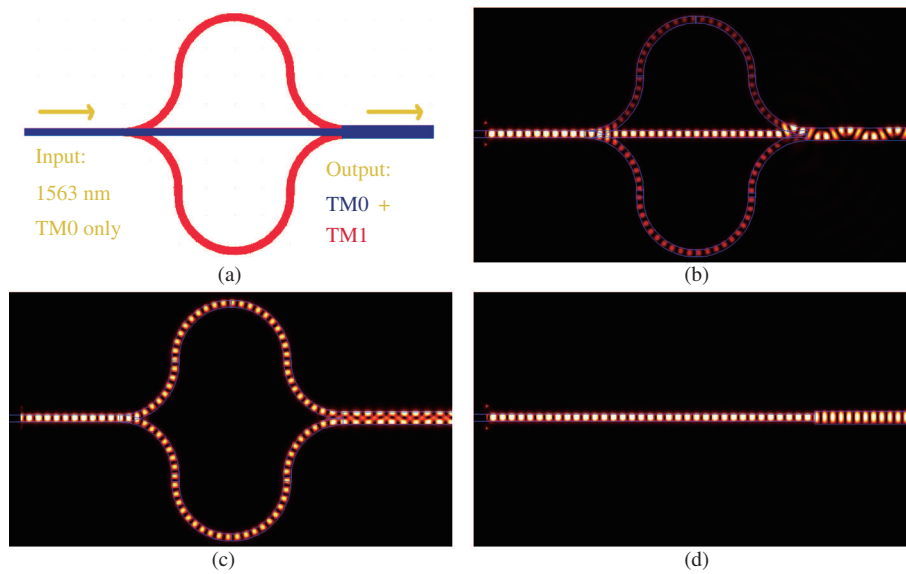 Input:
1563 nm
TM0 only
Output:
TM0 +
TM1
(a)
(b)
(c)
(d)